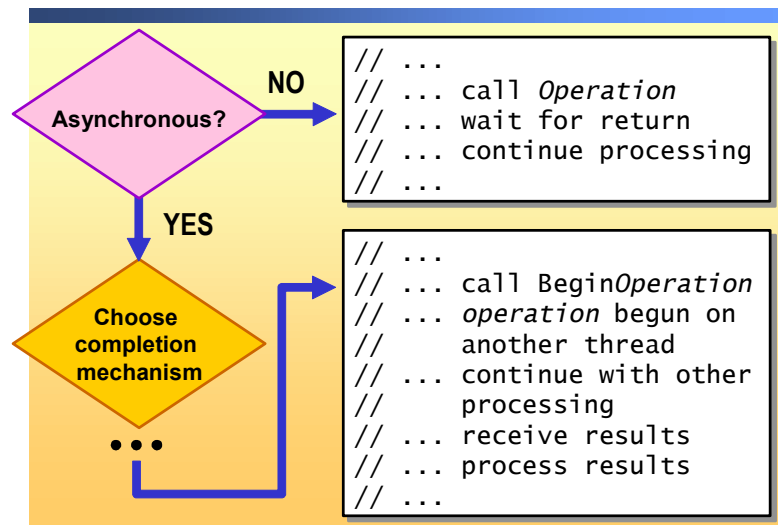 Asynchronous?
NO
// ...
// ... call Operation
// ... wait for return
// ... continue processing
// ...
YES
Choose
completion
mechanism
...
// ...
// ... call BeginOperation
// ... operation begun on
//     another thread
// ... continue with other
//     processing
// ... receive results
// ... process results
// ...